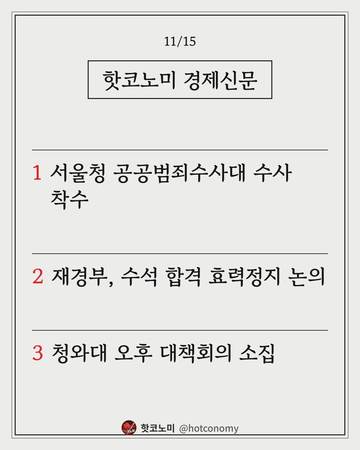 11/15
핫코노미 경제신문
1 서울청 공공범죄수사대 수사
착수
2 재경부, 수석 합격 효력정지 논의
3 청와대 오후 대책회의 소집
핫코노미 @hotconomy